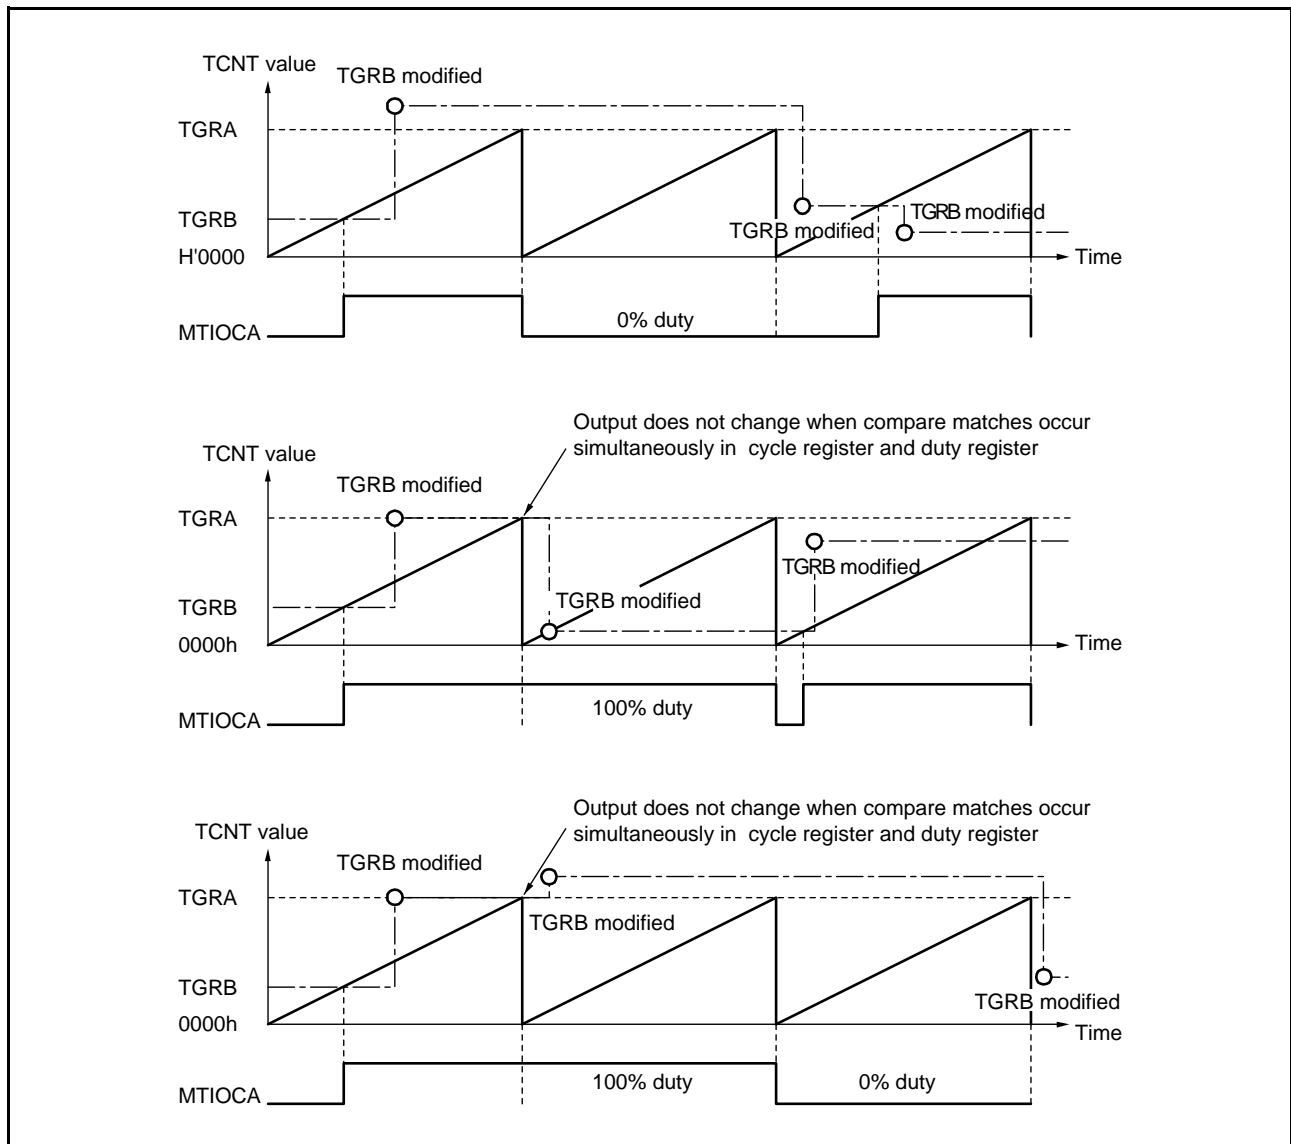 TCNT value
TGRB modified
TGRA
TGRB
TGRB modified
TGRB modified
H'0000
Time
0% duty
MTIOCA
Output does not change when compare matches occur
simultaneously in cycle register and duty register
TCNT value
TGRB modified
TGRA
TGRB modified
TGRB modified
TGRB
0000h
Time
100% duty
MTIOCA
Output does not change when compare matches occur
simultaneously in cycle register and duty register
TCNT value
TGRB modified
TGRA
TGRB modified
TGRB
TGRB modified
0000h
Time
100% duty
0% duty
MTIOCA